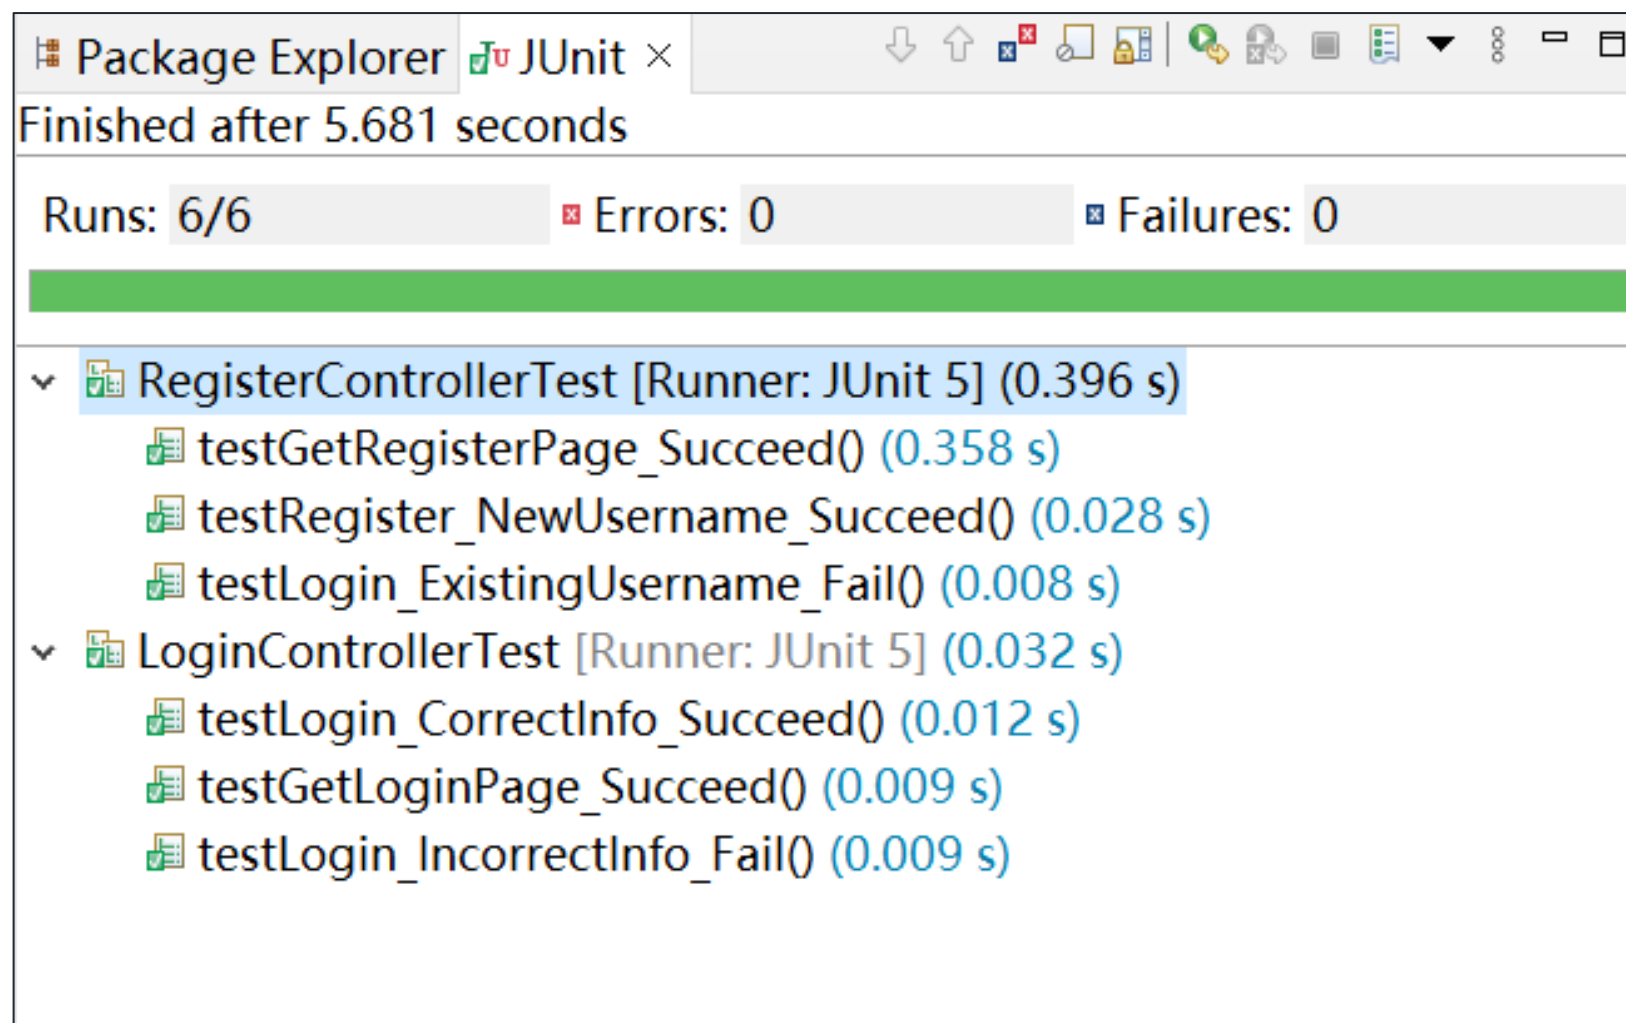 Package Explorer JUnit
Finished after 5.681 seconds
Runs: 6/6 Errors: 0 Failures: 0
RegisterControllerTest [Runner: JUnit 5] (0.396 s)
testGetRegisterPage_Succeed() (0.358 s)
testRegister_NewUsername_Succeed() (0.028 s)
testLogin_ExistingUsername_Fail() (0.008 s)
LoginControllerTest [Runner: JUnit 5] (0.032 s)
testLogin_CorrectInfo_Succeed() (0.012 s)
testGetLoginPage_Succeed() (0.009 s)
testLogin_IncorrectInfo_Fail() (0.009 s)